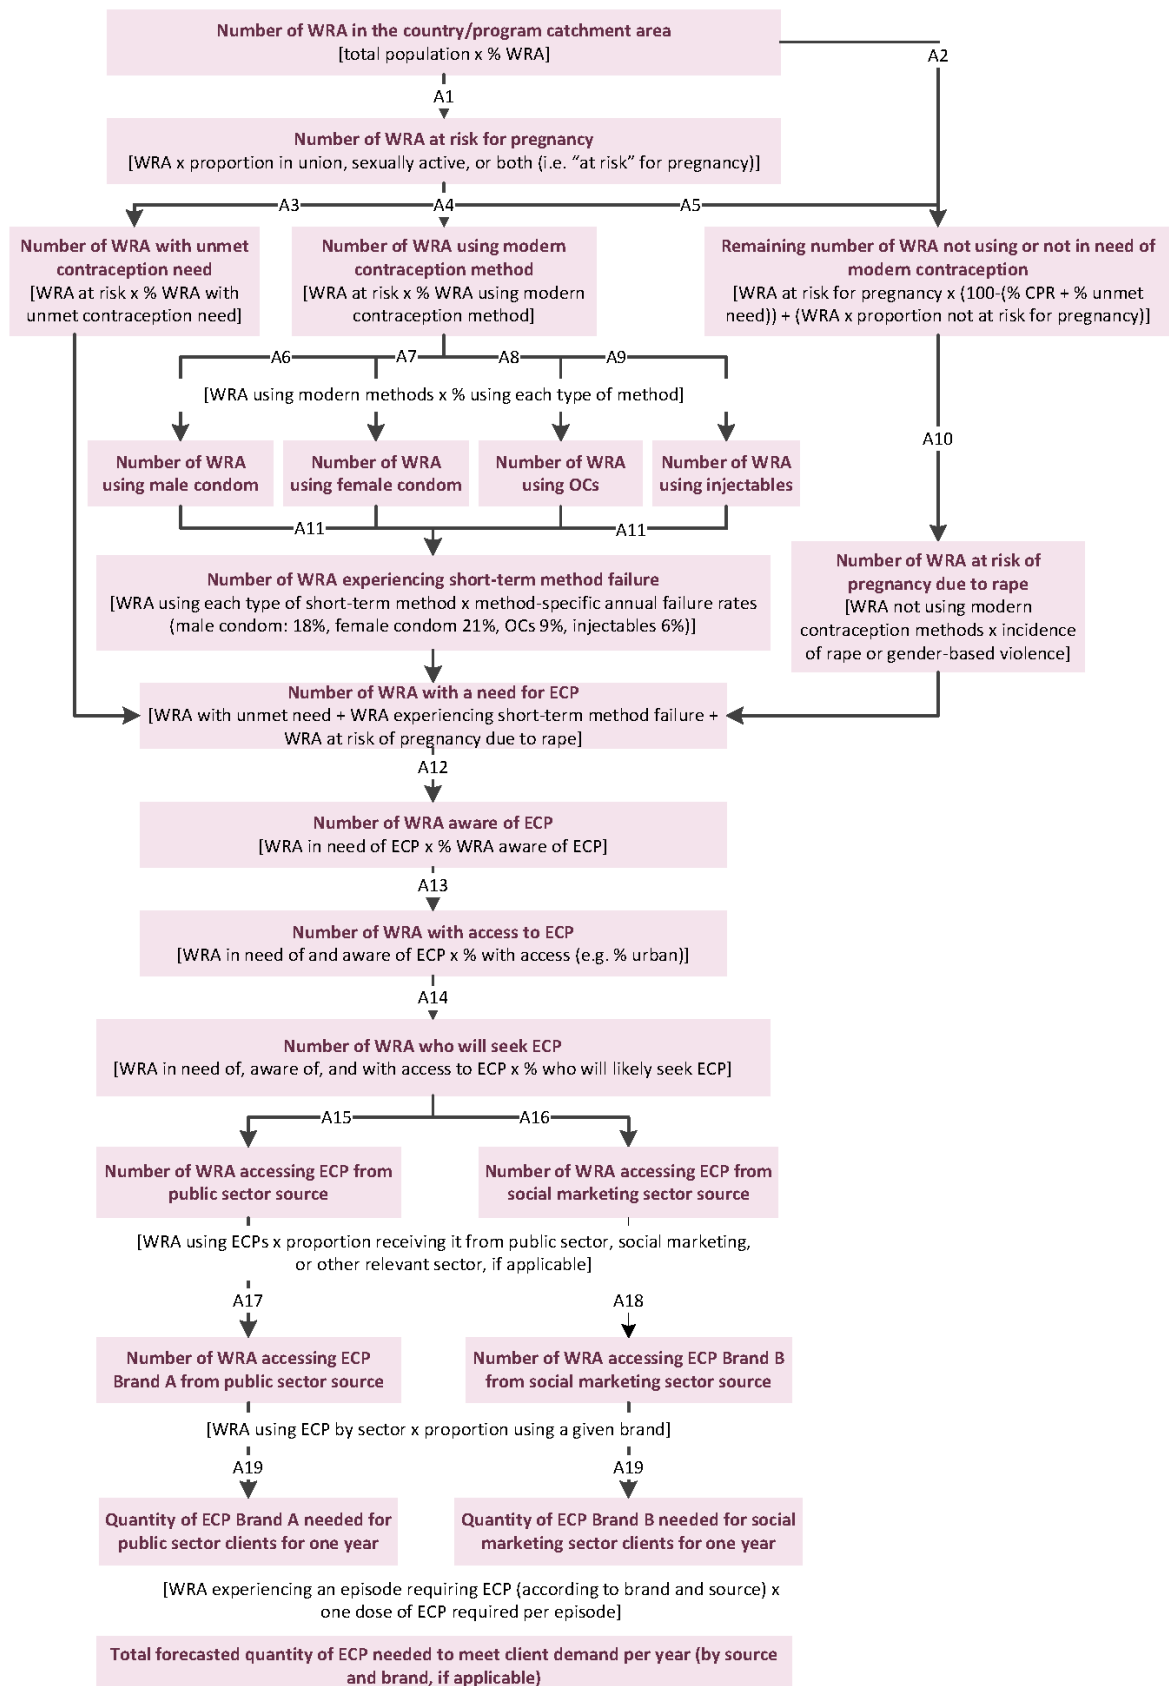 Number of WRA in the country/program catchment area
[total population x % WRA]
A2
A1
Number of WRA at risk for pregnancy
[WRA x proportion in union, sexually active, or both (i.e. “at risk” for pregnancy)]
A3
A4
A5
Number of WRA with unmet
contraception need
[WRA at risk x % WRA with
unmet contraception need]
Number of WRA using modern
contraception method
[WRA at risk x % WRA using modern
contraception method]
Remaining number of WRA not using or not in need of
modern contraception
[WRA at risk for pregnancy x (100-(% CPR + % unmet
need)) + (WRA x proportion not at risk for pregnancy)]
A6
A7
A8
A9
[WRA using modern methods x % using each type of method]
A10
Number of WRA
using male condom
Number of WRA
using female condom
Number of WRA
using OCs
Number of WRA
using injectables
A11
A11
Number of WRA experiencing short-term method failure
[WRA using each type of short-term method x method-specific annual failure rates
(male condom: 18%, female condom 21%, OCs 9%, injectables 6%)]
Number of WRA at risk of
pregnancy due to rape
[WRA not using modern
contraception methods x incidence
of rape or gender-based violence]
Number of WRA with a need for ECP
[WRA with unmet need + WRA experiencing short-term method failure +
WRA at risk of pregnancy due to rape]
A12
Number of WRA aware of ECP
[WRA in need of ECP x % WRA aware of ECP]
A13
Number of WRA with access to ECP
[WRA in need of and aware of ECP x % with access (e.g. % urban)]
A14
Number of WRA who will seek ECP
[WRA in need of, aware of, and with access to ECP x % who will likely seek ECP]
A15
A16
Number of WRA accessing ECP from
public sector source
Number of WRA accessing ECP from
social marketing sector source
[WRA using ECPs x proportion receiving it from public sector, social marketing,
or other relevant sector, if applicable]
A17
A18
Number of WRA accessing ECP
Brand A from public sector source
Number of WRA accessing ECP Brand B
from social marketing sector source
[WRA using ECP by sector x proportion using a given brand]
A19
A19
Quantity of ECP Brand A needed for
public sector clients for one year
Quantity of ECP Brand B needed for social
marketing sector clients for one year
[WRA experiencing an episode requiring ECP (according to brand and source) x
one dose of ECP required per episode]
Total forecasted quantity of ECP needed to meet client demand per year (by source
and brand, if applicable)